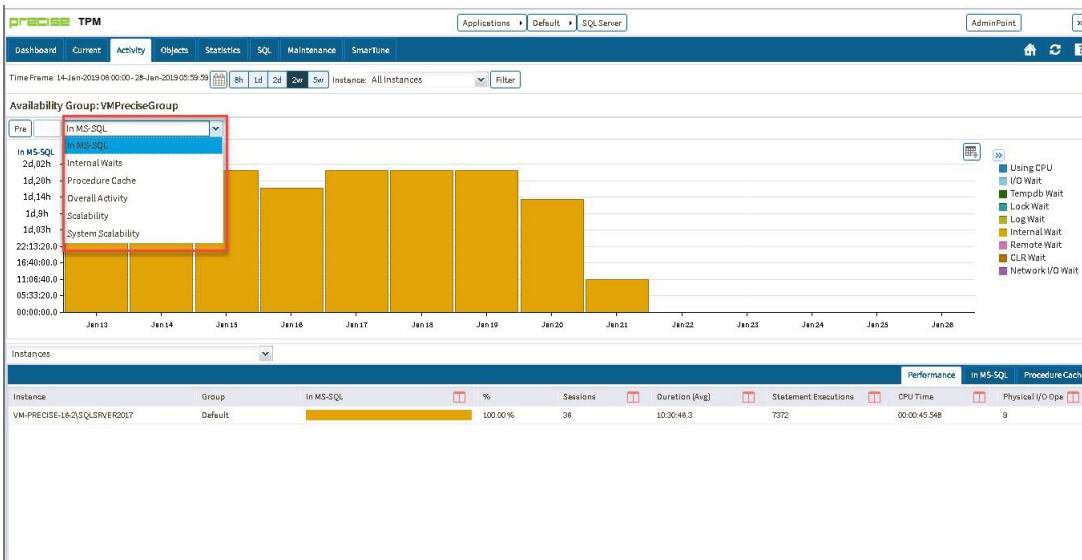 precise TPM Applications Default SQL Server AdminPoint
Dashboard Current Activity Objects Statistics SQL Maintenance SmarTune
Time Frame: 14-Jan-2019 06:00:00 - 28-Jan-2019 05:59:59 8h 1d 2d 2w 5w Instance: All Instances Filter
Availability Group: VMPreciseGroup
Pre In MS-SQL
In MS-SQL
Internal Waits
Procedure Cache
Overall Activity
Scalability
System Scalability
In MS-SQL
2d,02h
1d,20h
1d,14h
1d,9h
1d,03h
22:13:20.0
16:40:00.0
11:06:40.0
05:33:20.0
00:00:00.0
Jan 13 Jan 14 Jan 15 Jan 16 Jan 17 Jan 18 Jan 19 Jan 20 Jan 21 Jan 22 Jan 23 Jan 24 Jan 25 Jan 26
Using CPU
I/O Wait
Tempdb Wait
Lock Wait
Log Wait
Internal Wait
Remote Wait
CLR Wait
Network I/O Wait
Instances
Performance In MS-SQL Procedure Cach
Instance Group In MS-SQL % Sessions Duration (Avg) Statement Executions CPU Time Physical I/O Ope
VM-PRECISE-16-2\SQLSRVER2017 Default 100.00 % 36 10:30:46.3 7372 00:00:45.548 9